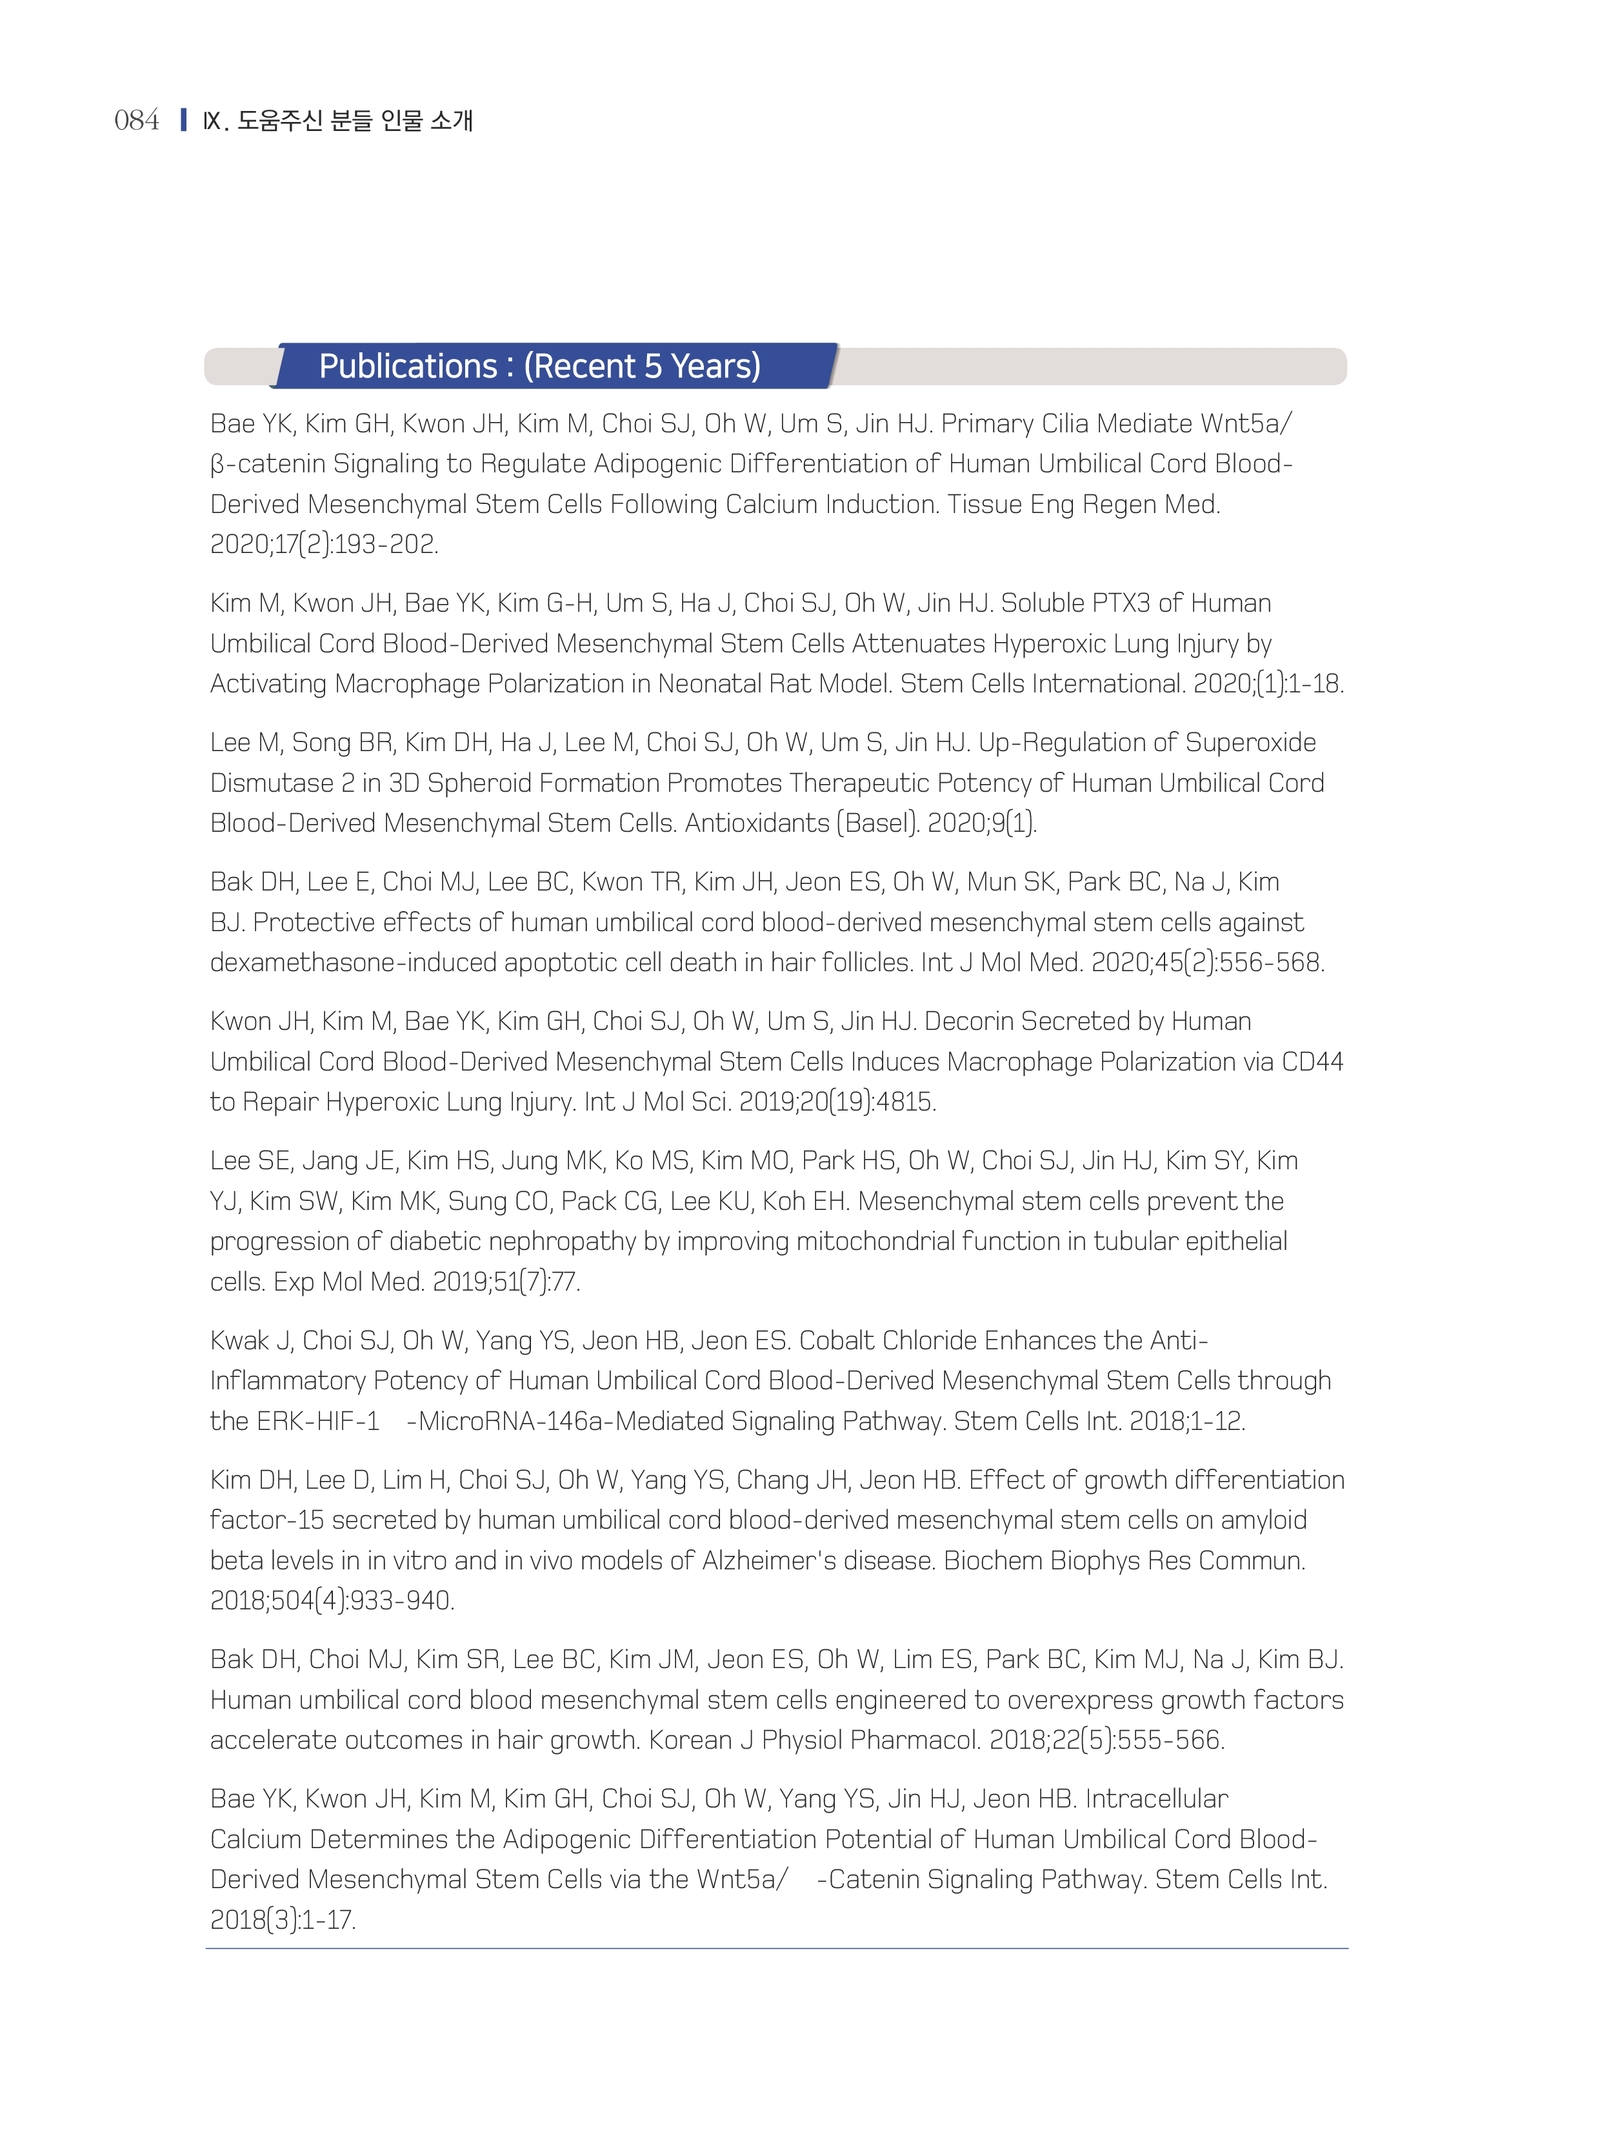 084 Ⅸ. 도움주신 분들 인물 소개
Publications : (Recent 5 Years)
Bae YK, Kim GH, Kwon JH, Kim M, Choi SJ, Oh W, Um S, Jin HJ. Primary Cilia Mediate Wnt5a/
β-catenin Signaling to Regulate Adipogenic Differentiation of Human Umbilical Cord Blood-
Derived Mesenchymal Stem Cells Following Calcium Induction. Tissue Eng Regen Med.
2020;17(2):193-202.
Kim M, Kwon JH, Bae YK, Kim G-H, Um S, Ha J, Choi SJ, Oh W, Jin HJ. Soluble PTX3 of Human
Umbilical Cord Blood-Derived Mesenchymal Stem Cells Attenuates Hyperoxic Lung Injury by
Activating Macrophage Polarization in Neonatal Rat Model. Stem Cells International. 2020;(1):1-18.
Lee M, Song BR, Kim DH, Ha J, Lee M, Choi SJ, Oh W, Um S, Jin HJ. Up-Regulation of Superoxide
Dismutase 2 in 3D Spheroid Formation Promotes Therapeutic Potency of Human Umbilical Cord
Blood-Derived Mesenchymal Stem Cells. Antioxidants (Basel). 2020;9(1).
Bak DH, Lee E, Choi MJ, Lee BC, Kwon TR, Kim JH, Jeon ES, Oh W, Mun SK, Park BC, Na J, Kim
BJ. Protective effects of human umbilical cord blood-derived mesenchymal stem cells against
dexamethasone-induced apoptotic cell death in hair follicles. Int J Mol Med. 2020;45(2):556-568.
Kwon JH, Kim M, Bae YK, Kim GH, Choi SJ, Oh W, Um S, Jin HJ. Decorin Secreted by Human
Umbilical Cord Blood-Derived Mesenchymal Stem Cells Induces Macrophage Polarization via CD44
to Repair Hyperoxic Lung Injury. Int J Mol Sci. 2019;20(19):4815.
Lee SE, Jang JE, Kim HS, Jung MK, Ko MS, Kim MO, Park HS, Oh W, Choi SJ, Jin HJ, Kim SY, Kim
YJ, Kim SW, Kim MK, Sung CO, Pack CG, Lee KU, Koh EH. Mesenchymal stem cells prevent the
progression of diabetic nephropathy by improving mitochondrial function in tubular epithelial
cells. Exp Mol Med. 2019;51(7):77.
Kwak J, Choi SJ, Oh W, Yang YS, Jeon HB, Jeon ES. Cobalt Chloride Enhances the Anti-
Inflammatory Potency of Human Umbilical Cord Blood-Derived Mesenchymal Stem Cells through
the ERK-HIF-1 -MicroRNA-146a-Mediated Signaling Pathway. Stem Cells Int. 2018;1-12.
Kim DH, Lee D, Lim H, Choi SJ, Oh W, Yang YS, Chang JH, Jeon HB. Effect of growth differentiation
factor-15 secreted by human umbilical cord blood-derived mesenchymal stem cells on amyloid
beta levels in in vitro and in vivo models of Alzheimer's disease. Biochem Biophys Res Commun.
2018;504(4):933-940.
Bak DH, Choi MJ, Kim SR, Lee BC, Kim JM, Jeon ES, Oh W, Lim ES, Park BC, Kim MJ, Na J, Kim BJ.
Human umbilical cord blood mesenchymal stem cells engineered to overexpress growth factors
accelerate outcomes in hair growth. Korean J Physiol Pharmacol. 2018;22(5):555-566.
Bae YK, Kwon JH, Kim M, Kim GH, Choi SJ, Oh W, Yang YS, Jin HJ, Jeon HB. Intracellular
Calcium Determines the Adipogenic Differentiation Potential of Human Umbilical Cord Blood-
Derived Mesenchymal Stem Cells via the Wnt5a/ -Catenin Signaling Pathway. Stem Cells Int.
2018(3):1-17.